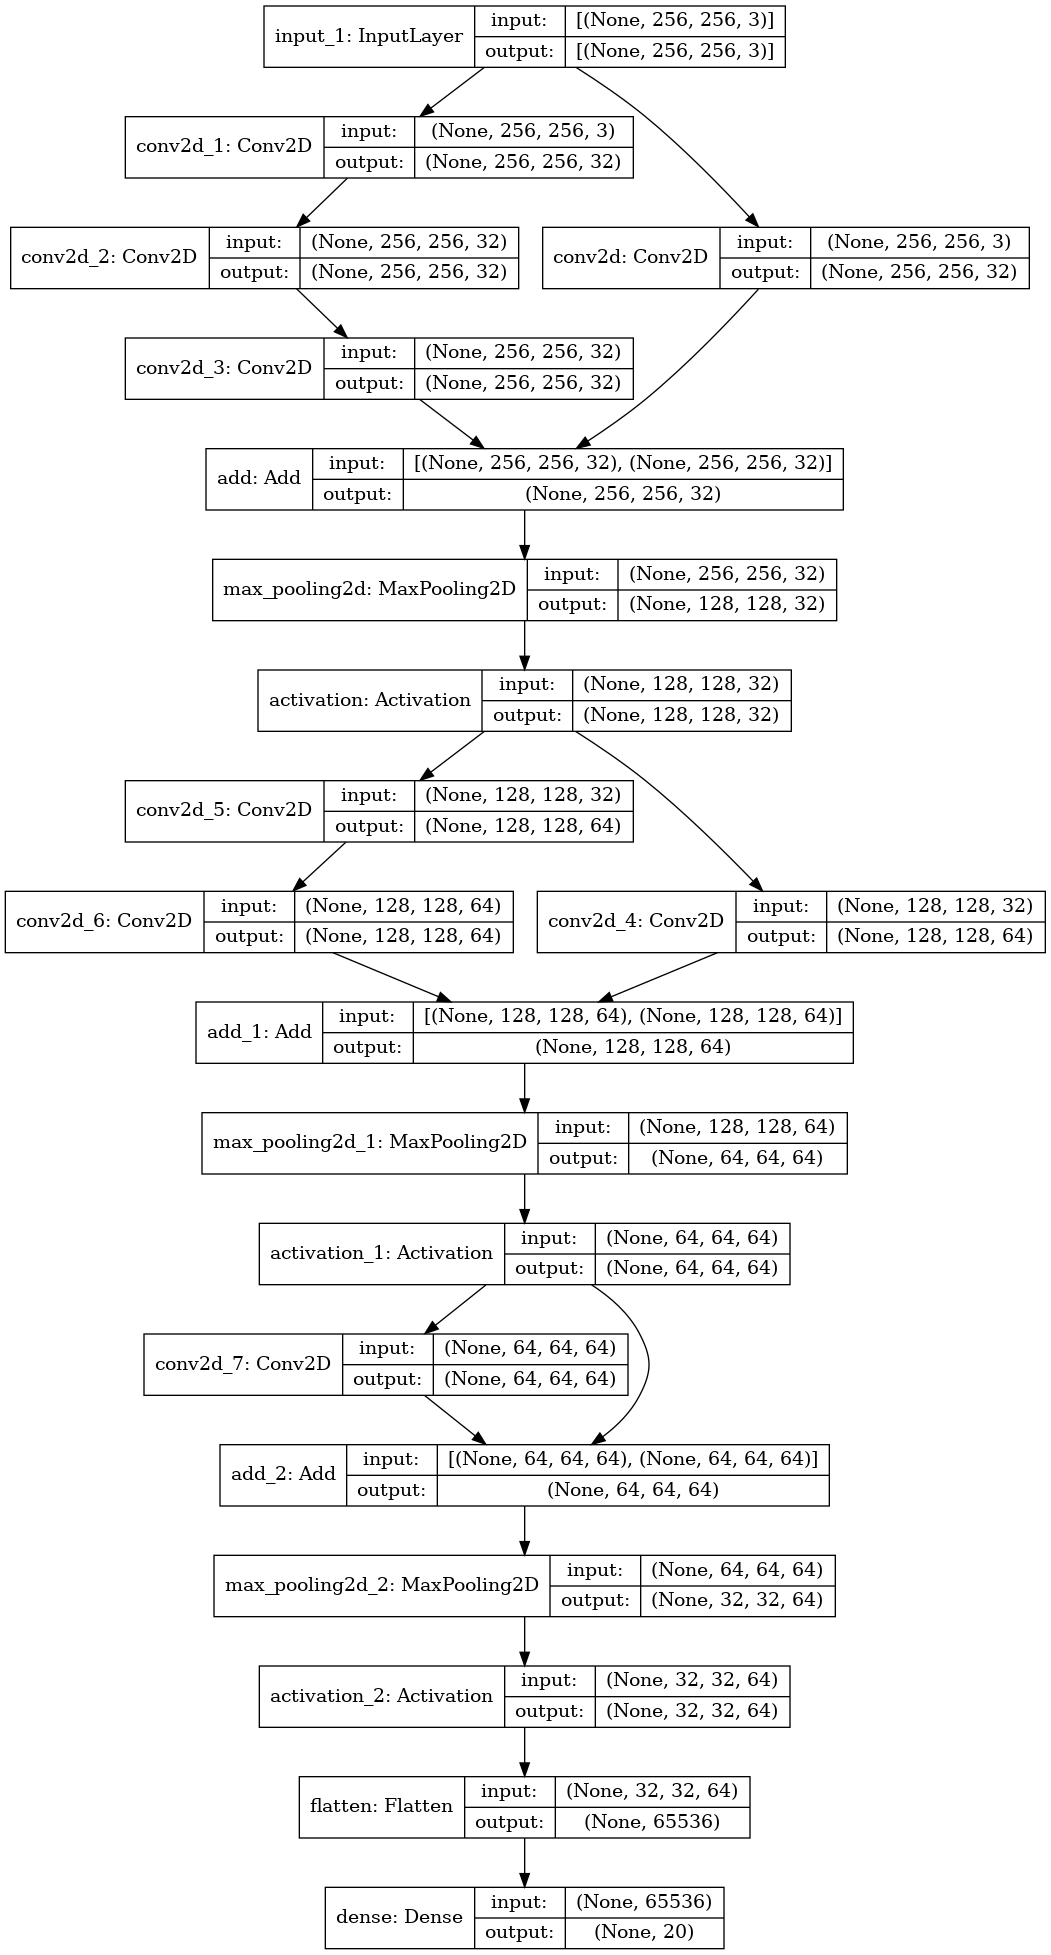 input_1: InputLayer
input:
[(None, 256, 256, 3)]
output:
[(None, 256, 256, 3)]
conv2d_1: Conv2D
input:
(None, 256, 256, 3)
output:
(None, 256, 256, 32)
conv2d_2: Conv2D
input:
(None, 256, 256, 32)
output:
(None, 256, 256, 32)
conv2d: Conv2D
input:
(None, 256, 256, 3)
output:
(None, 256, 256, 32)
conv2d_3: Conv2D
input:
(None, 256, 256, 32)
output:
(None, 256, 256, 32)
add: Add
input:
[(None, 256, 256, 32), (None, 256, 256, 32)]
output:
(None, 256, 256, 32)
max_pooling2d: MaxPooling2D
input:
(None, 256, 256, 32)
output:
(None, 128, 128, 32)
activation: Activation
input:
(None, 128, 128, 32)
output:
(None, 128, 128, 32)
conv2d_5: Conv2D
input:
(None, 128, 128, 32)
output:
(None, 128, 128, 64)
conv2d_6: Conv2D
input:
(None, 128, 128, 64)
output:
(None, 128, 128, 64)
conv2d_4: Conv2D
input:
(None, 128, 128, 32)
output:
(None, 128, 128, 64)
add_1: Add
input:
[(None, 128, 128, 64), (None, 128, 128, 64)]
output:
(None, 128, 128, 64)
max_pooling2d_1: MaxPooling2D
input:
(None, 128, 128, 64)
output:
(None, 64, 64, 64)
activation_1: Activation
input:
(None, 64, 64, 64)
output:
(None, 64, 64, 64)
conv2d_7: Conv2D
input:
(None, 64, 64, 64)
output:
(None, 64, 64, 64)
add_2: Add
input:
[(None, 64, 64, 64), (None, 64, 64, 64)]
output:
(None, 64, 64, 64)
max_pooling2d_2: MaxPooling2D
input:
(None, 64, 64, 64)
output:
(None, 32, 32, 64)
activation_2: Activation
input:
(None, 32, 32, 64)
output:
(None, 32, 32, 64)
flatten: Flatten
input:
(None, 32, 32, 64)
output:
(None, 65536)
dense: Dense
input:
(None, 65536)
output:
(None, 20)